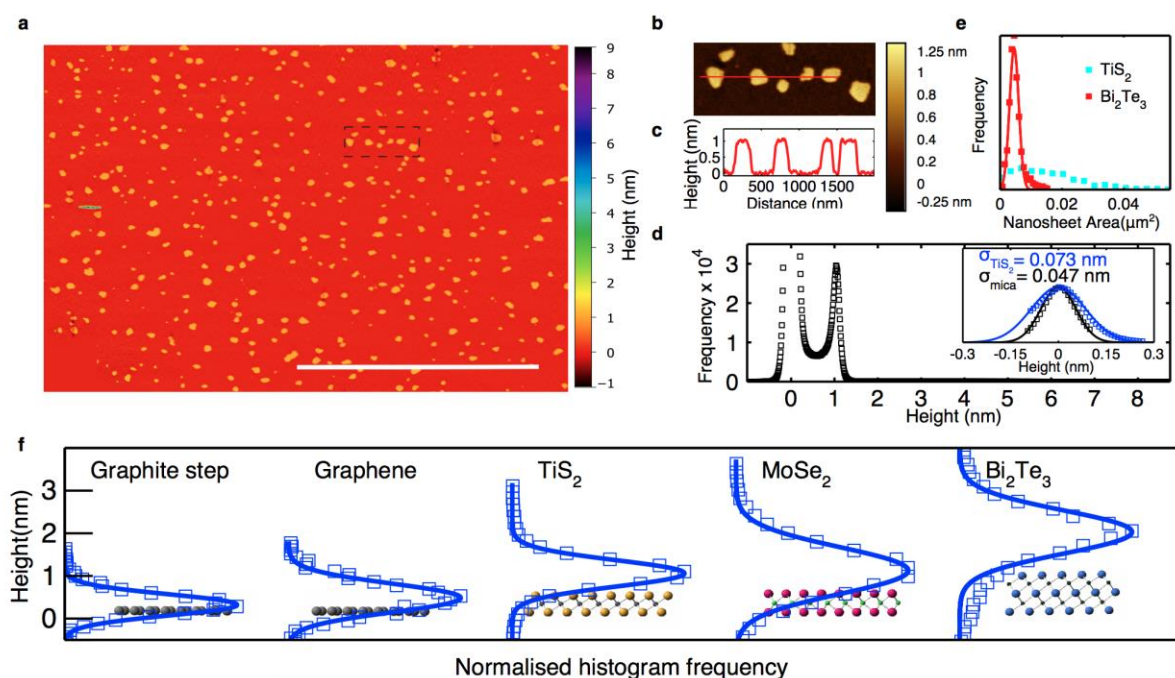 a
9
8
7
6
5
4
3
2
1
0
−1
Height (nm)
b
1.25 nm
1
0.8
0.6
0.4
0.2
0
-0.25 nm
c
Height (nm)
1
0.5
0
0 500 1000 1500
Distance (nm)
e
Frequency
TiS2
Bi2Te3
0 0.02 0.04
Nanosheet Area(μm²)
d
Frequency x 10⁴
3
2
1
0
0 1 2 3 4 5 6 7 8
Height (nm)
σTiS2= 0.073 nm
σmica= 0.047 nm
-0.3 -0.15 0 0.15 0.3
Height (nm)
f
Graphite step Graphene TiS2 MoSe2 Bi2Te3
Height(nm)
3
2
1
0
Normalised histogram frequency